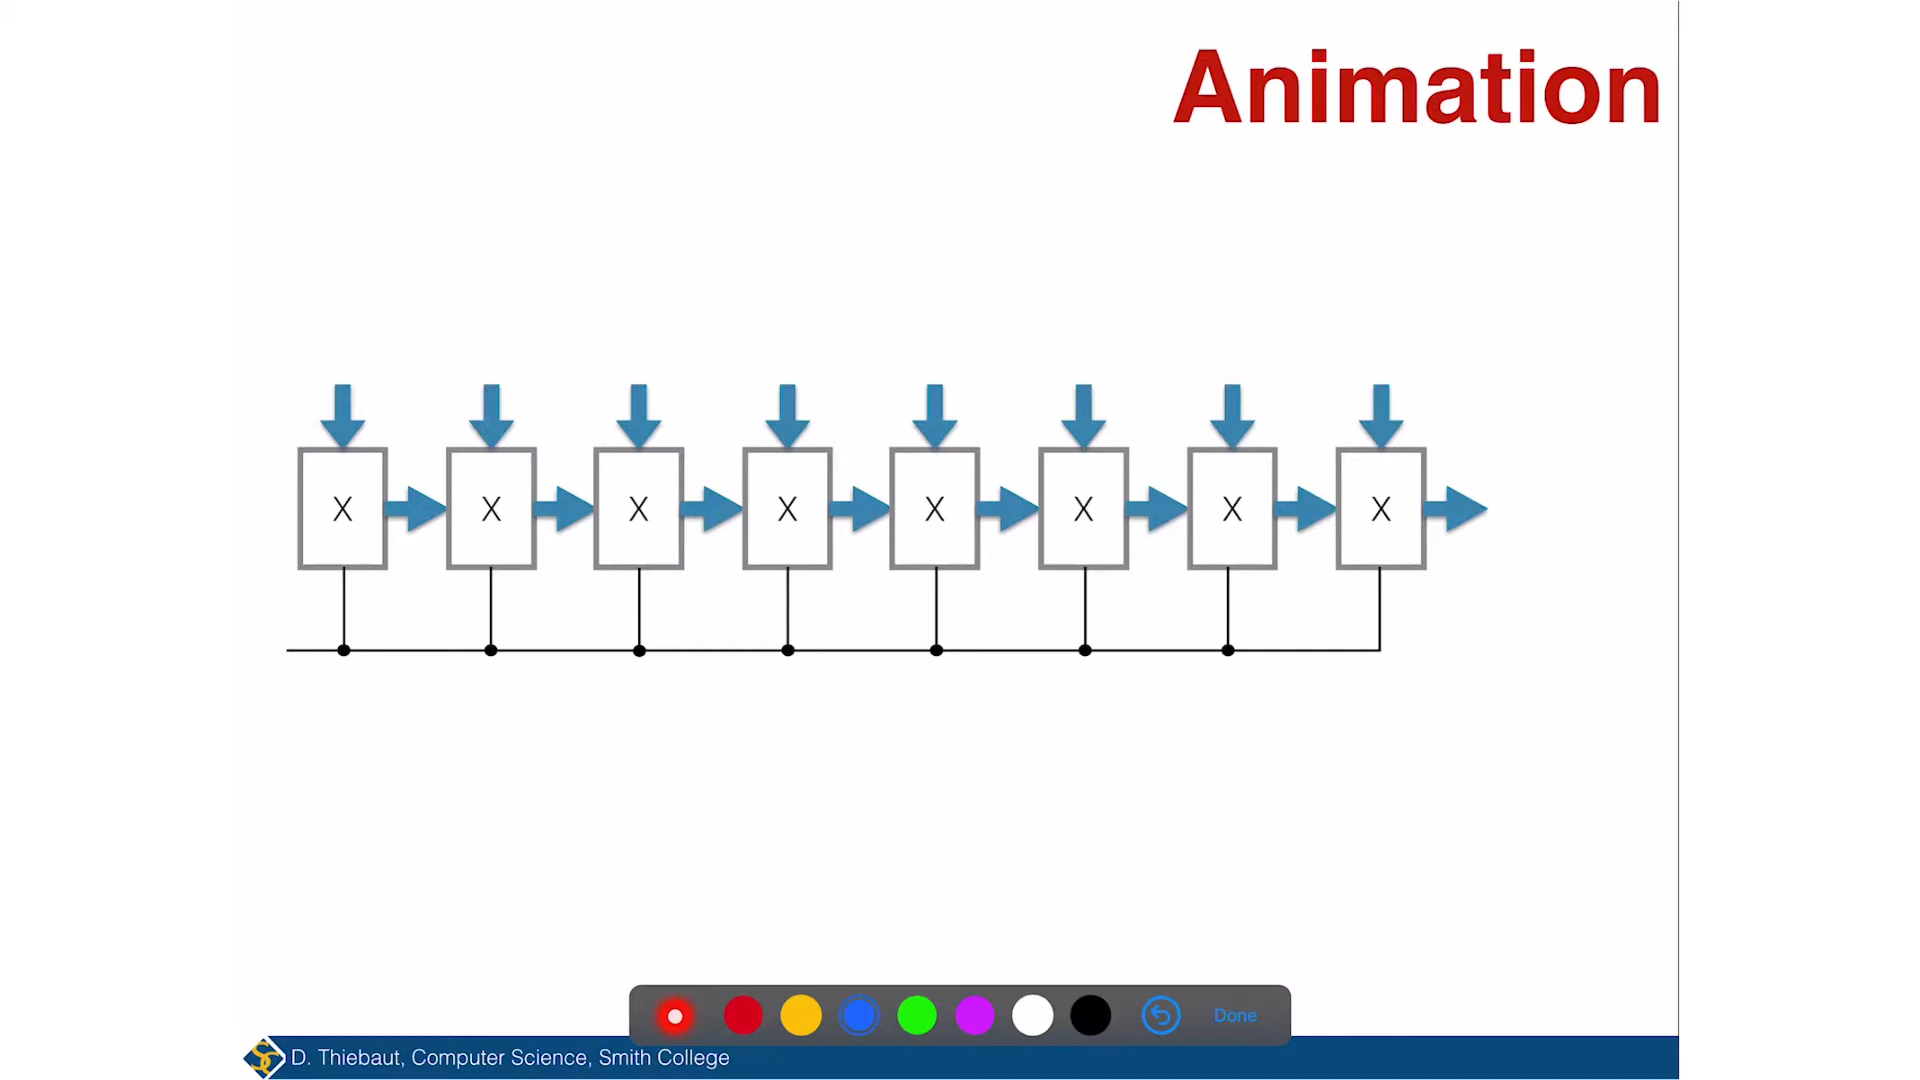 Animation
X X X X X X X X
Done
D. Thiebaut, Computer Science, Smith College